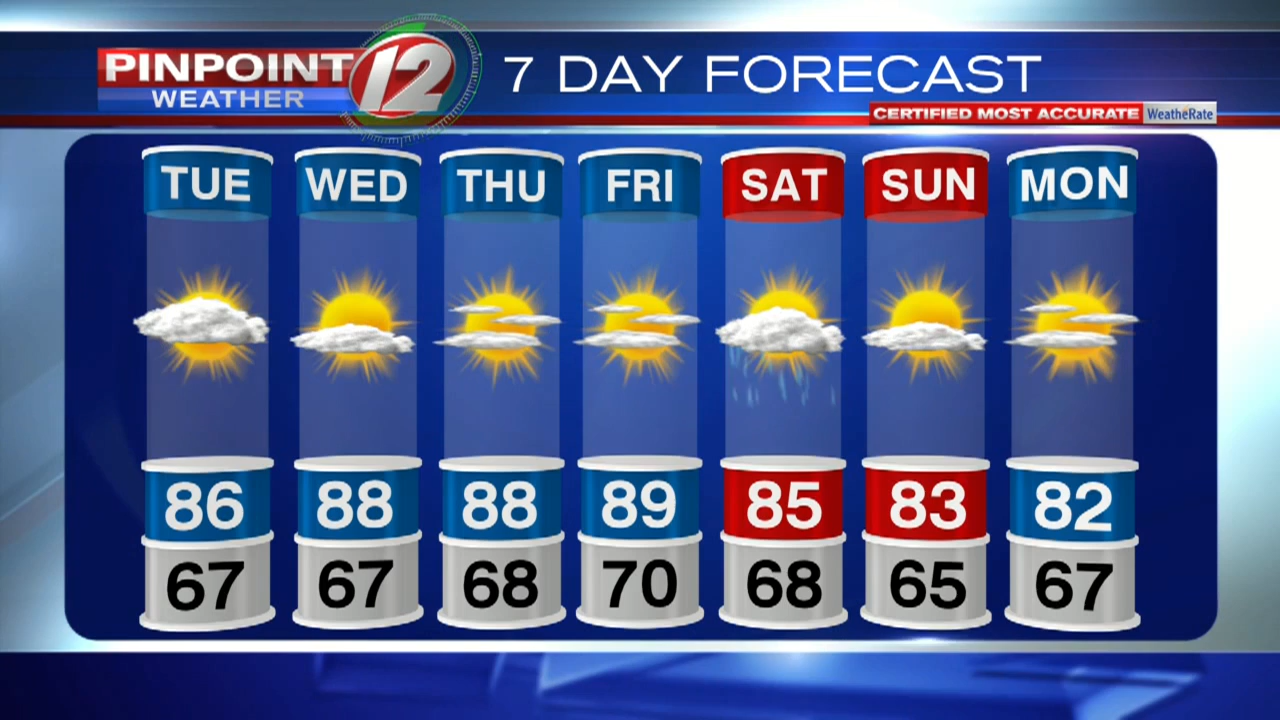 PINPOINT 12
WEATHER
7 DAY FORECAST
CERTIFIED MOST ACCURATE WeatheRate
TUE WED THU FRI SAT SUN MON
86 88 88 89 85 83 82
67 67 68 70 68 65 67